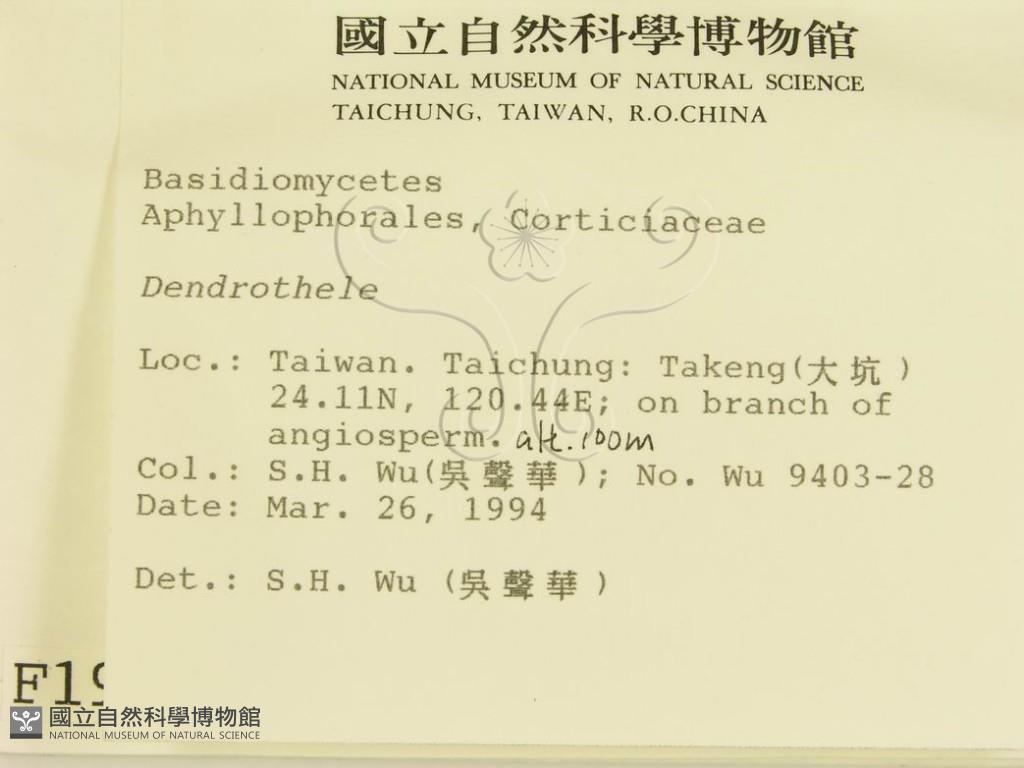 國立自然科學博物館
NATIONAL MUSEUM OF NATURAL SCIENCE
TAICHUNG, TAIWAN, R.O.CHINA
Basidiomycetes
Aphyllophorales, Corticiaceae
Dendrothele
Loc.: Taiwan. Taichung: Takeng(大坑)
24.11N, 120.44E; on branch of
angiosperm. alt. 100m
Col.: S.H. Wu(吳聲華); No. Wu 9403-28
Date: Mar. 26, 1994
Det.: S.H. Wu (吳聲華)
F19
國立自然科學博物館
NATIONAL MUSEUM OF NATURAL SCIENCE